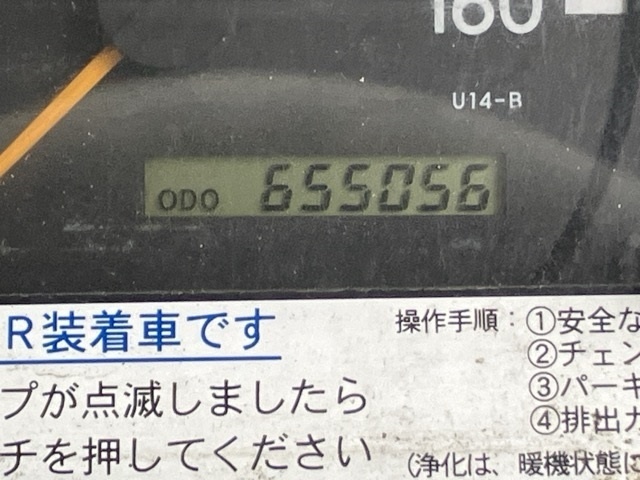 160
U14-B
ODO 655056
R装着車です
プが点滅しましたら
チを押してください
操作手順：①安全な
②チェン
③パーキ
④排出ガ
（浄化は、暖機状態に